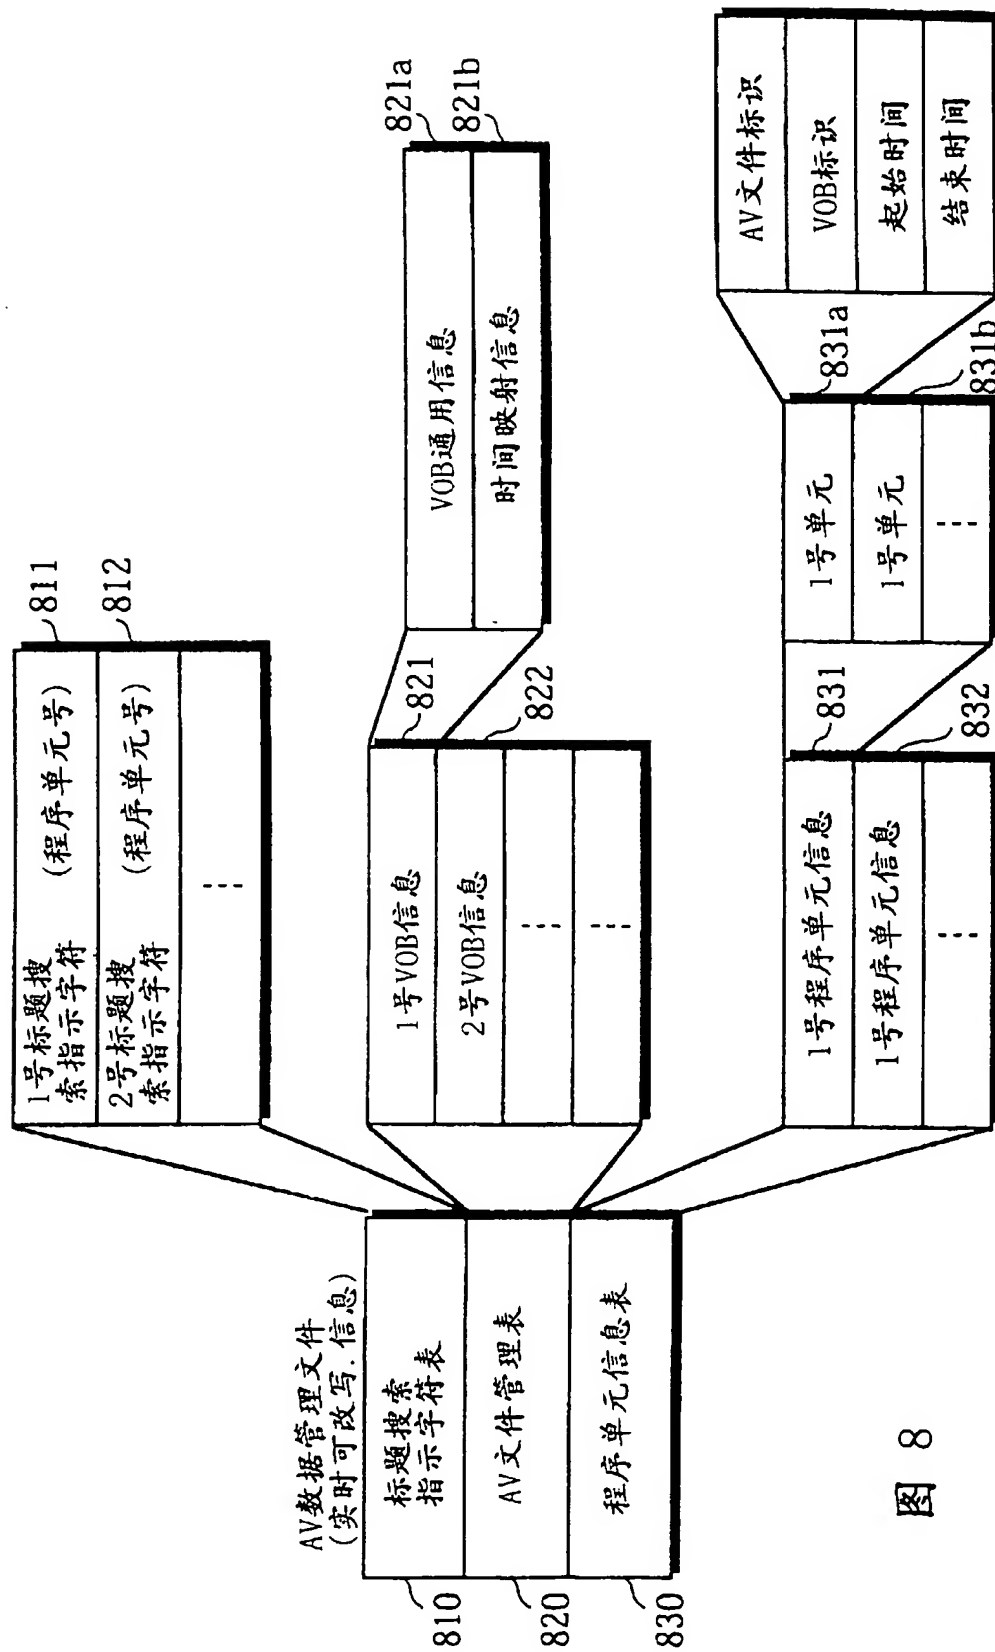 AV数据管理文件
(实时可改写.信息)
标题搜索
指示字符表
AV文件管理表
程序单元信息表
810
820
830
1号标题搜
索指示字符
(程序单元号)
2号标题搜
索指示字符
(程序单元号)
811
812
1号VOB信息
2号VOB信息
821
822
VOB通用信息
时间映射信息
821a
821b
1号程序单元信息
1号程序单元信息
831
832
1号单元
1号单元
831a
831b
AV文件标识
VOB标识
起始时间
结束时间
图 8